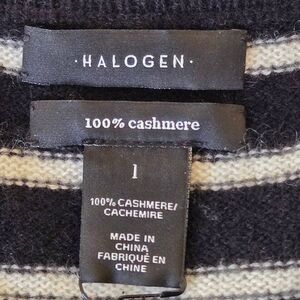 ·HALOGEN·
100% cashmere
1
100% CASHMERE/
CACHEMIRE
MADE IN
CHINA
FABRIQUÉ EN
CHINE